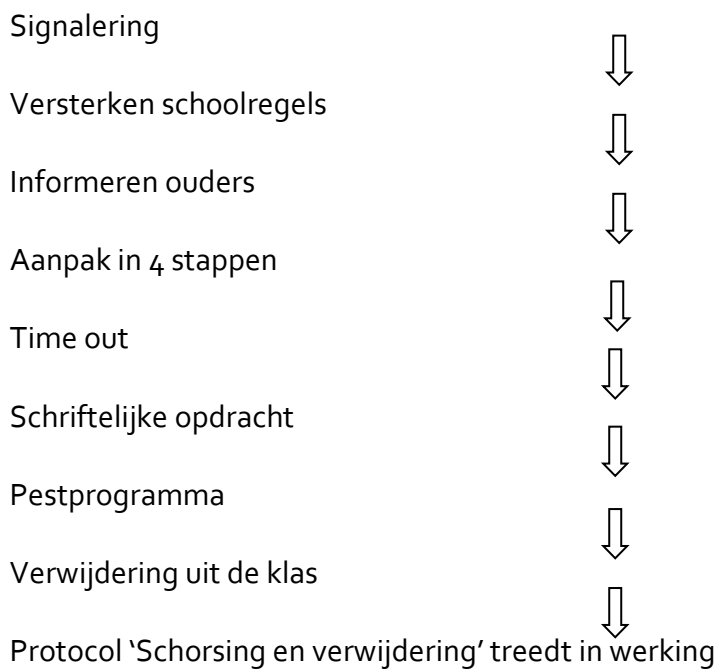 Signalering
Versterken schoolregels
Informeren ouders
Aanpak in 4 stappen
Time out
Schriftelijke opdracht
Pestprogramma
Verwijdering uit de klas
Protocol ‘Schorsing en verwijdering’ treedt in werking